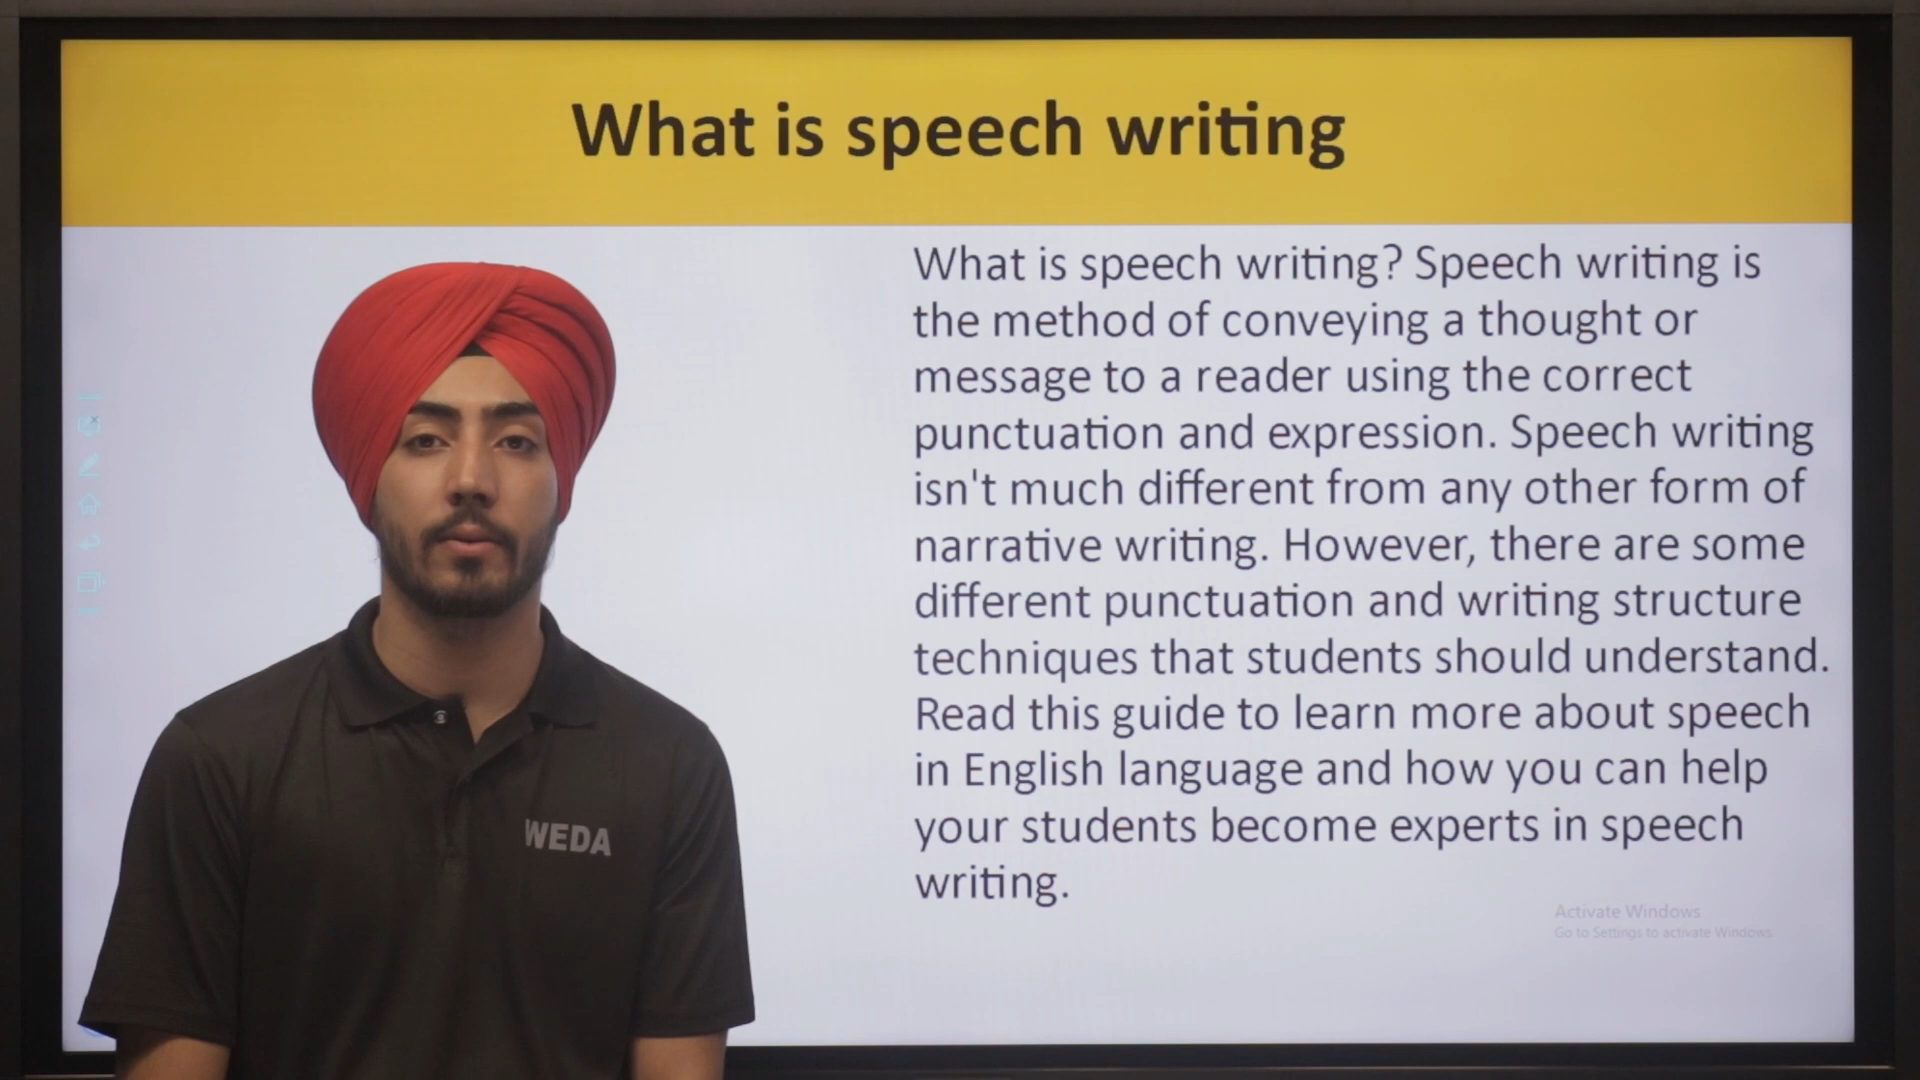 What is speech writing
What is speech writing? Speech writing is
the method of conveying a thought or
message to a reader using the correct
punctuation and expression. Speech writing
isn't much different from any other form of
narrative writing. However, there are some
different punctuation and writing structure
techniques that students should understand.
Read this guide to learn more about speech
in English language and how you can help
your students become experts in speech
writing.
WEDA
Activate Windows
Go to Settings to activate Windows.